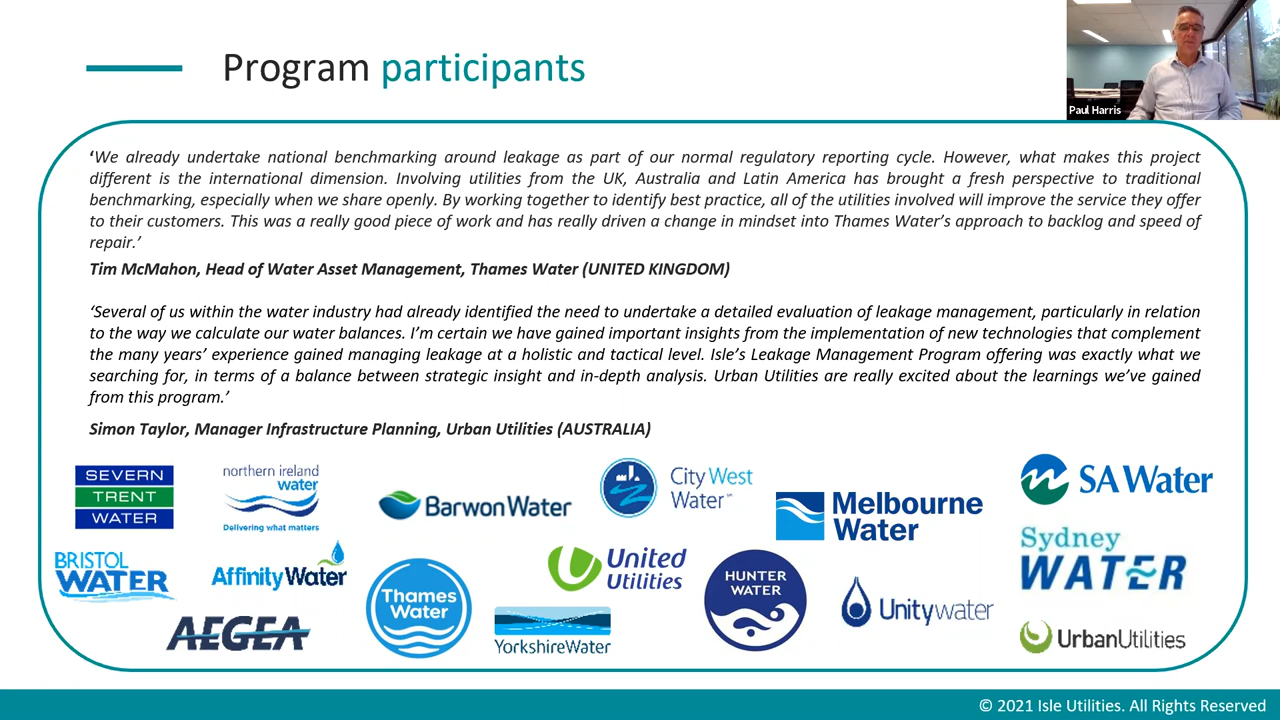 Program participants
Paul Harris
‘We already undertake national benchmarking around leakage as part of our normal regulatory reporting cycle. However, what makes this project
different is the international dimension. Involving utilities from the UK, Australia and Latin America has brought a fresh perspective to traditional
benchmarking, especially when we share openly. By working together to identify best practice, all of the utilities involved will improve the service they offer
to their customers. This was a really good piece of work and has really driven a change in mindset into Thames Water’s approach to backlog and speed of
repair.’
Tim McMahon, Head of Water Asset Management, Thames Water (UNITED KINGDOM)
‘Several of us within the water industry had already identified the need to undertake a detailed evaluation of leakage management, particularly in relation
to the way we calculate our water balances. I’m certain we have gained important insights from the implementation of new technologies that complement
the many years’ experience gained managing leakage at a holistic and tactical level. Isle’s Leakage Management Program offering was exactly what we
searching for, in terms of a balance between strategic insight and in-depth analysis. Urban Utilities are really excited about the learnings we’ve gained
from this program.’
Simon Taylor, Manager Infrastructure Planning, Urban Utilities (AUSTRALIA)
SEVERN
TRENT
WATER
northern ireland
water
Delivering what matters
Barwon Water
City West
Water℠
Melbourne
Water
SA Water
BRISTOL
WATER
Affinity Water
Thames
Water
United
Utilities
HUNTER
WATER
Unitywater
Sydney
WATER
AEGEA
YorkshireWater
UrbanUtilities
© 2021 Isle Utilities. All Rights Reserved